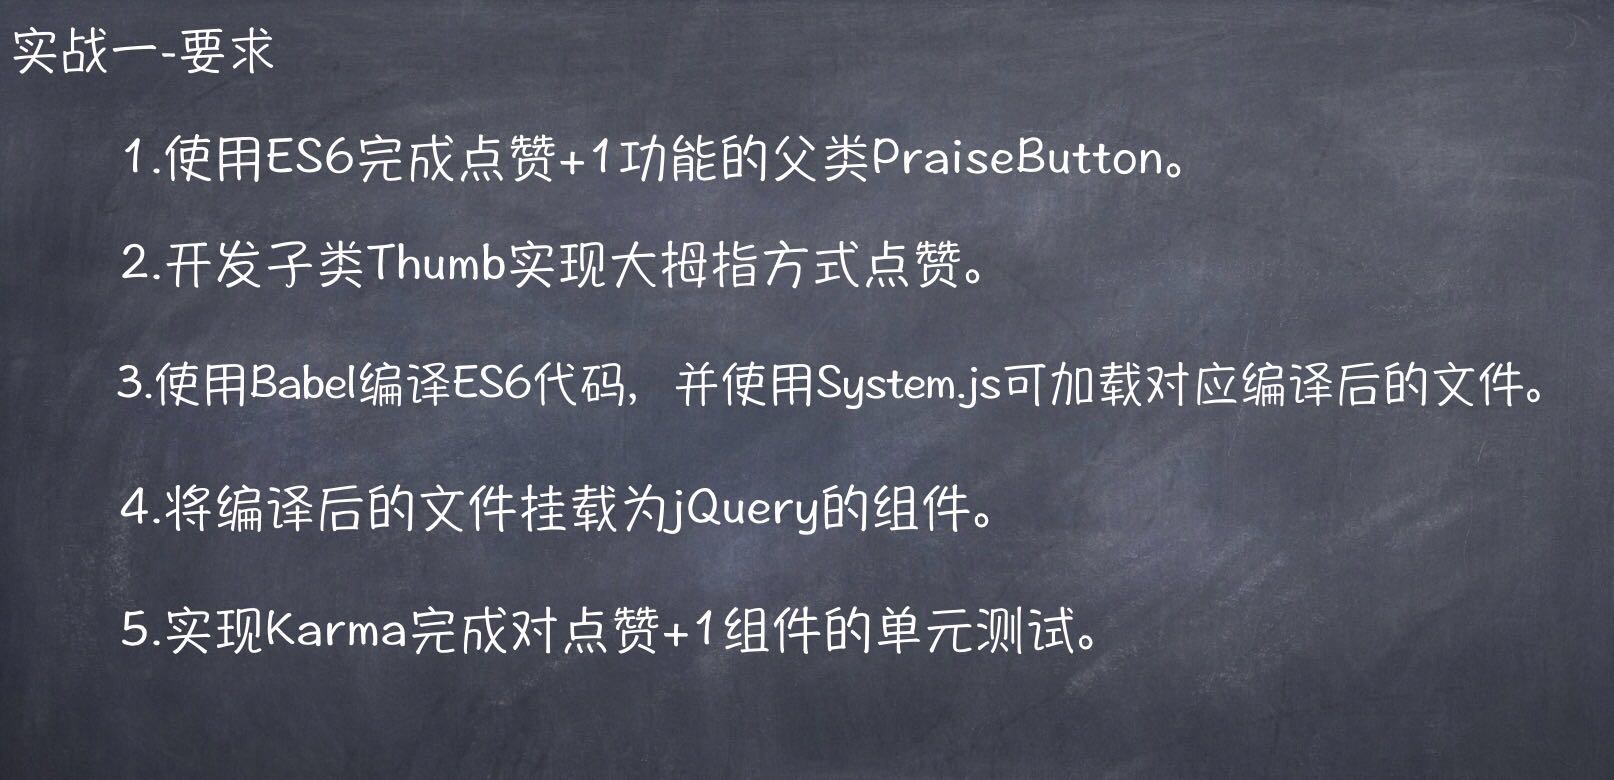 实战一-要求
1.使用ES6完成点赞+1功能的父类PraiseButton。
2.开发子类Thumb实现大拇指方式点赞。
3.使用Babel编译ES6代码，并使用System.js可加载对应编译后的文件。
4.将编译后的文件挂载为jQuery的组件。
5.实现Karma完成对点赞+1组件的单元测试。